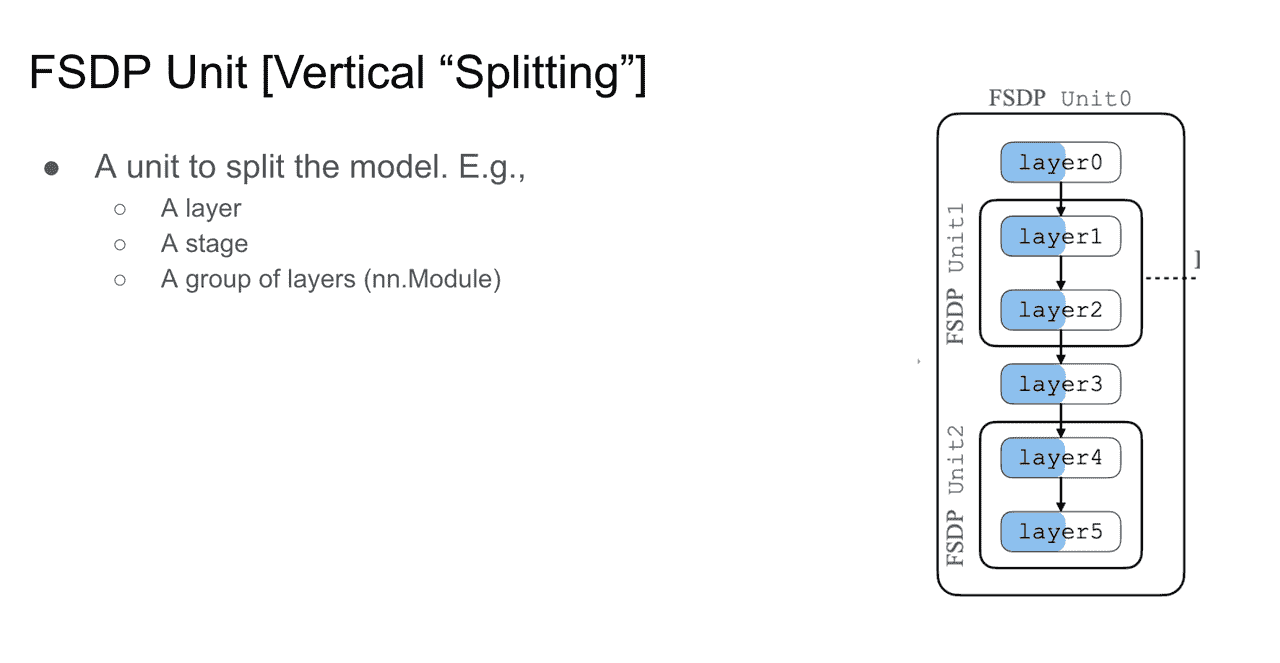 FSDP Unit [Vertical “Splitting”]
● A unit to split the model. E.g.,
○ A layer
○ A stage
○ A group of layers (nn.Module)
FSDP Unit0
layer0
FSDP Unit1
layer1
layer2
]
layer3
FSDP Unit2
layer4
layer5